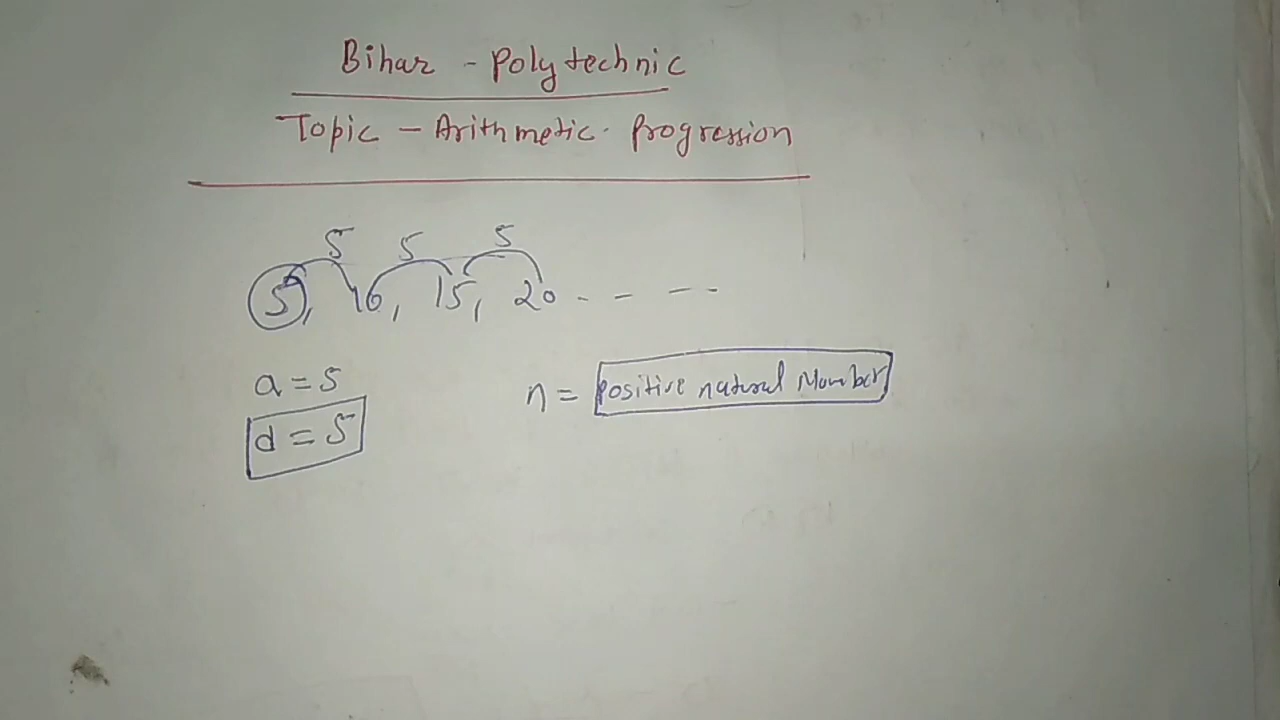 Bihar - Polytechnic
Topic - Arithmetic Progression
5 5 5
5, 10, 15, 20 - - - -
a = 5
n = positive natural Number
d = 5